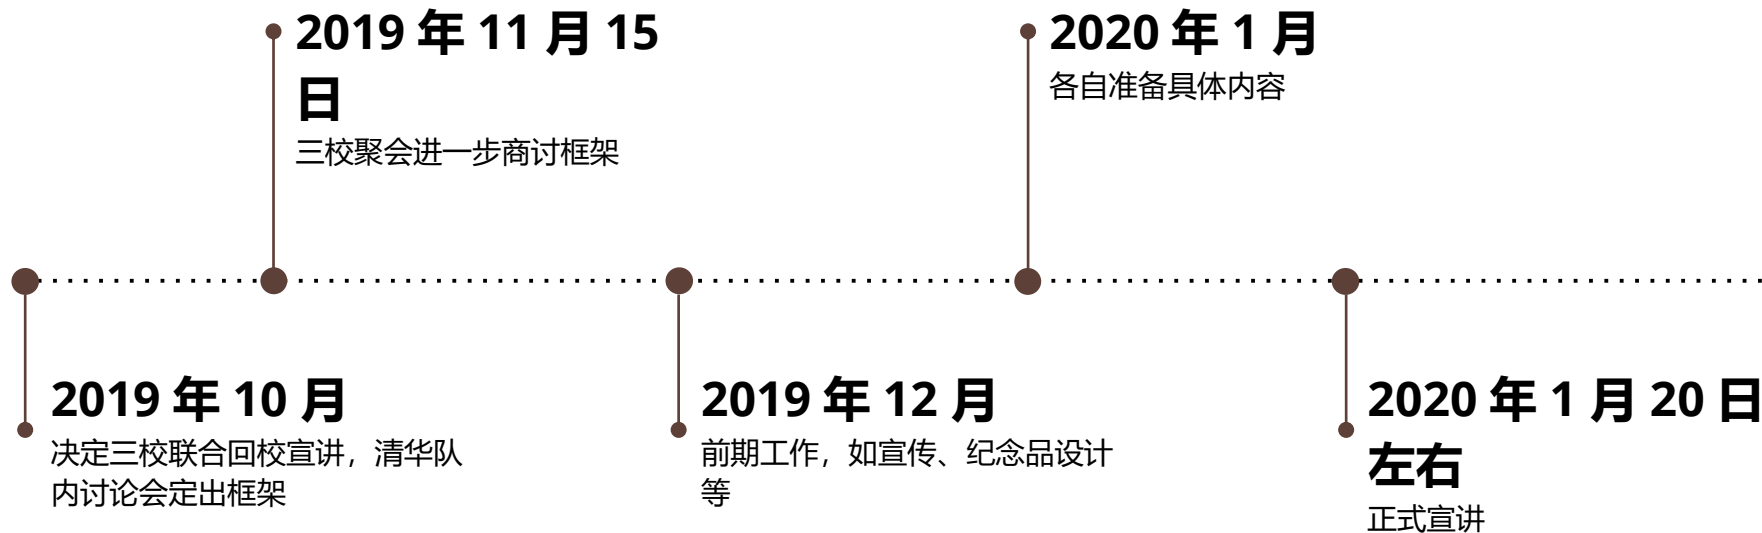 2019 年 11 月 15
日
三校聚会进一步商讨框架
2020 年 1 月
各自准备具体内容
2019 年 10 月
决定三校联合回校宣讲，清华队
内讨论会定出框架
2019 年 12 月
前期工作，如宣传、纪念品设计
等
2020 年 1 月 20 日
左右
正式宣讲